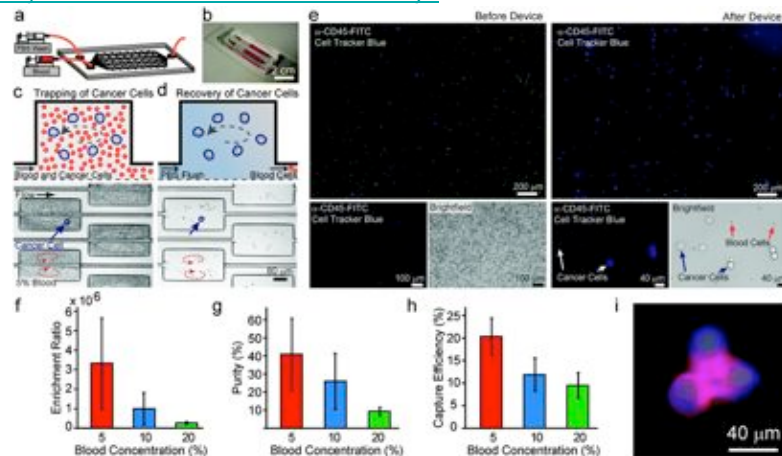 a
b
PBS Flush
Blood
2 cm
c
Trapping of Cancer Cells
d
Recovery of Cancer Cells
Blood and Cancer Cells
PBS Flush
Blood Cells
Flow
Cancer Cell
5% Blood
80 µm
e
Before Device
After Device
α-CD45-FITC
Cell Tracker Blue
α-CD45-FITC
Cell Tracker Blue
200 µm
200 µm
α-CD45-FITC
Cell Tracker Blue
100 µm
Brightfield
100 µm
α-CD45-FITC
Cell Tracker Blue
Cancer Cells
40 µm
Brightfield
Blood Cells
Cancer Cells
40 µm
f
× 10⁶
Enrichment Ratio
6
5
4
3
2
1
0
5 10 20
Blood Concentration (%)
g
Purity (%)
60
50
40
30
20
10
5 10 20
Blood Concentration (%)
h
Capture Efficiency (%)
25
20
15
10
5
5 10 20
Blood Concentration (%)
i
40 µm